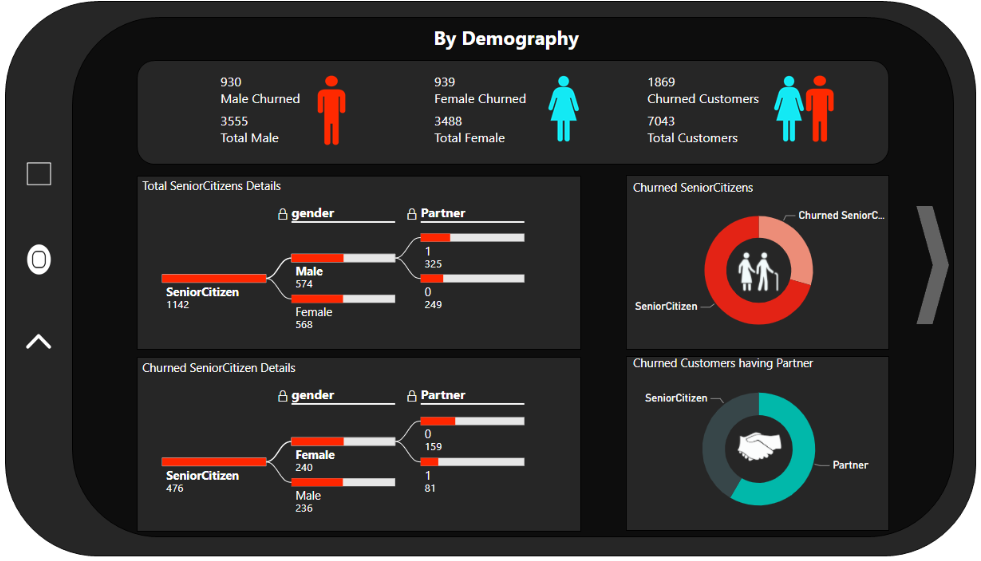 By Demography
930
Male Churned
3555
Total Male
939
Female Churned
3488
Total Female
1869
Churned Customers
7043
Total Customers
Total SeniorCitizens Details
gender
Partner
SeniorCitizen
1142
Male
574
Female
568
1
325
0
249
Churned SeniorCitizens
Churned SeniorC...
SeniorCitizen
Churned SeniorCitizen Details
gender
Partner
SeniorCitizen
476
Female
240
Male
236
0
159
1
81
Churned Customers having Partner
SeniorCitizen
Partner